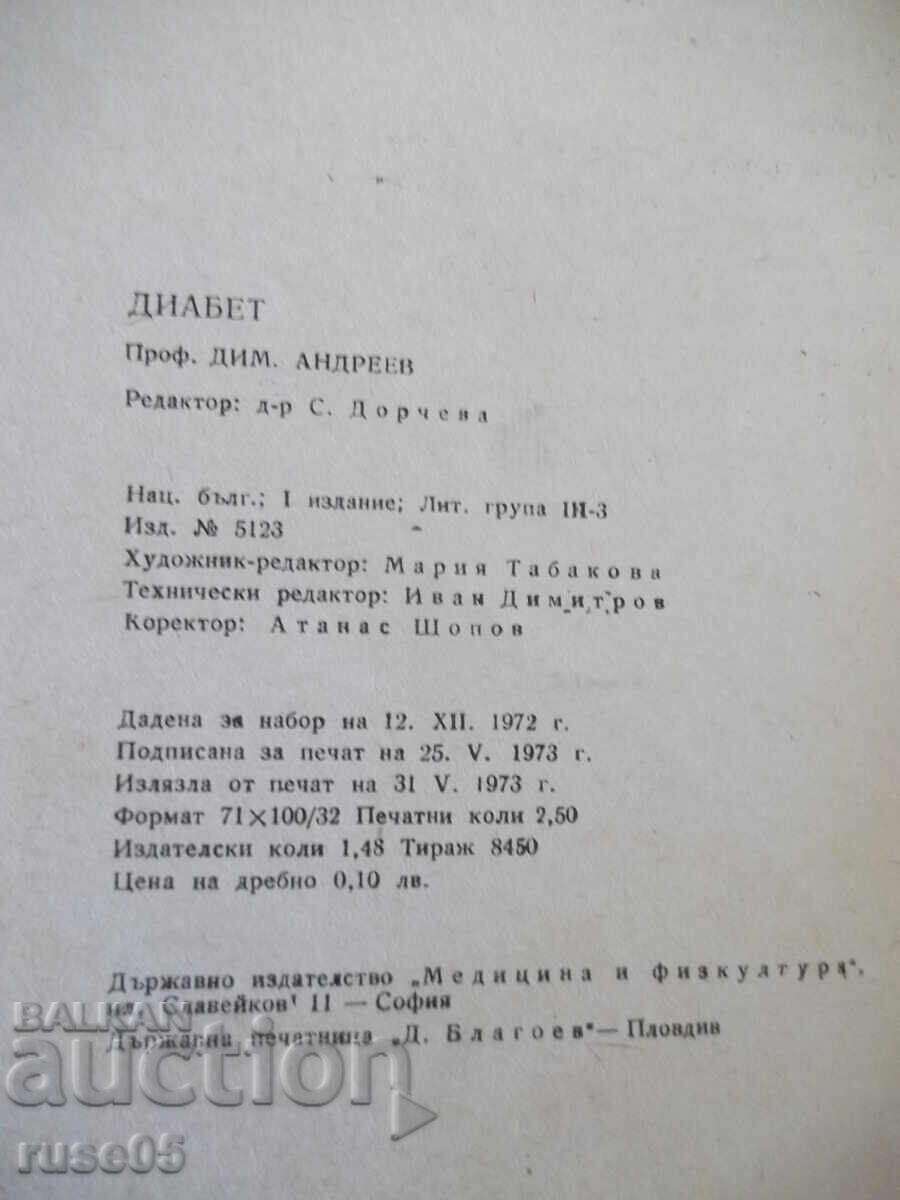 ДИАБЕТ
Проф. ДИМ. АНДРЕЕВ
Редактор: д-р С. Дорчева
Нац. бълг.; I издание; Лит. група III-3
Изд. № 5123
Художник-редактор: Мария Табакова
Технически редактор: Иван Димитров
Коректор: Атанас Шопов
Дадена за набор на 12. XII. 1972 г.
Подписана за печат на 25. V. 1973 г.
Излязла от печат на 31 V. 1973 г.
Формат 71×100/32 Печатни коли 2,50
Издателски коли 1,48 Тираж 8450
Цена на дребно 0,10 лв.
Държавно издателство „Медицина и физкултура“,
пл. Славейков 11 — София
Държавна печатница „Д. Благоев“ — Пловдив
BALKAN
auction
ruse05